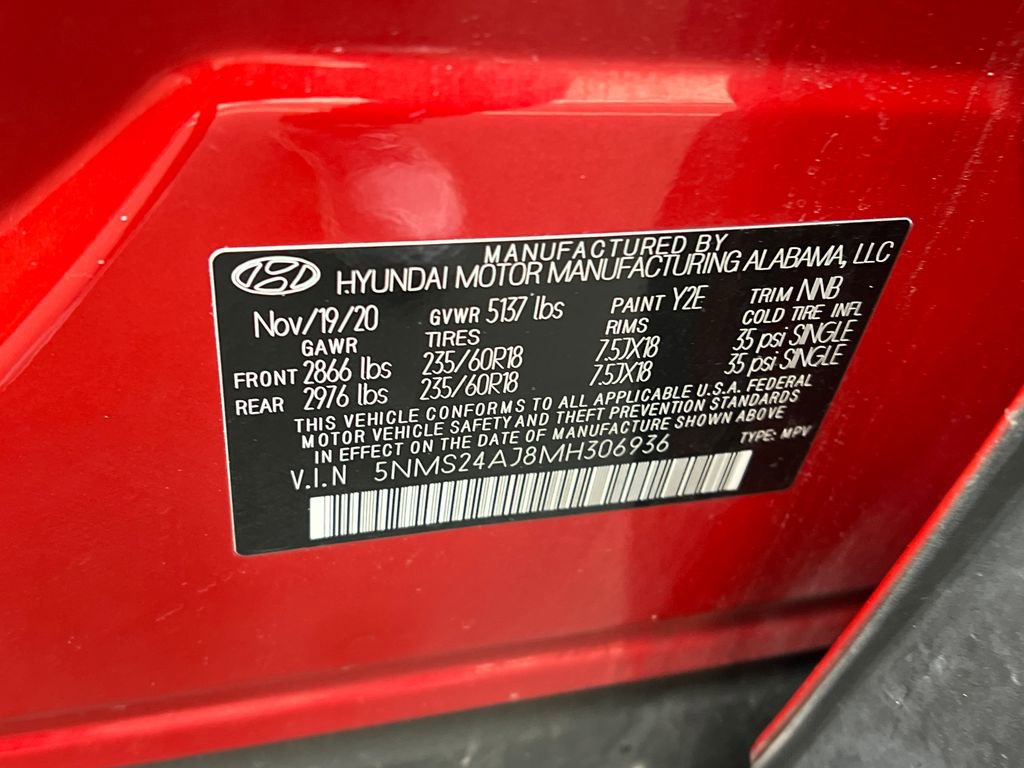 MANUFACTURED BY
HYUNDAI MOTOR MANUFACTURING ALABAMA, LLC
Nov/19/20 GVWR 5137 lbs PAINT Y2E TRIM NNB
GAWR TIRES RIMS COLD TIRE INFL
FRONT 2866 lbs 235/60R18 7.5JX18 35 psi SINGLE
REAR 2976 lbs 235/60R18 7.5JX18 35 psi SINGLE
THIS VEHICLE CONFORMS TO ALL APPLICABLE U.S.A. FEDERAL
MOTOR VEHICLE SAFETY AND THEFT PREVENTION STANDARDS
IN EFFECT ON THE DATE OF MANUFACTURE SHOWN ABOVE
V.I.N 5NMS24AJ8MH306936 TYPE: MPV